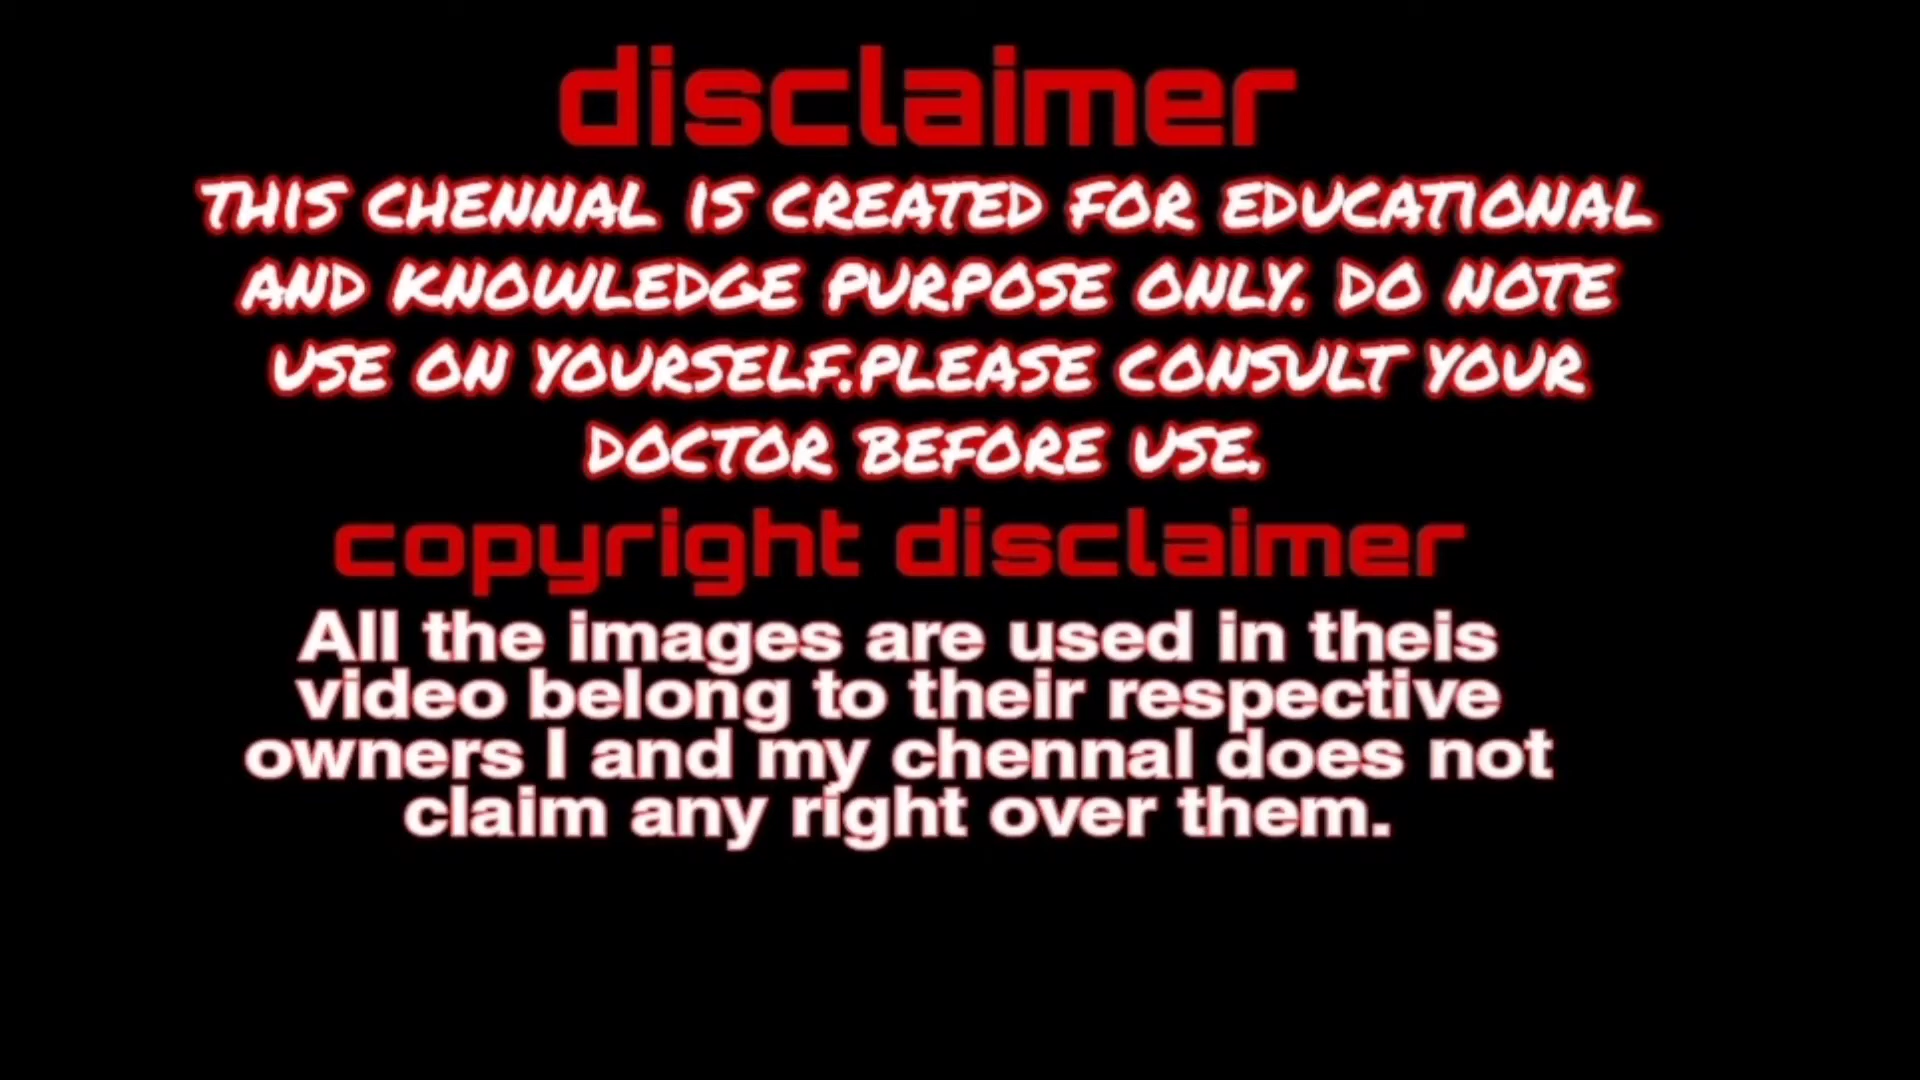 disclaimer
THIS CHENNAL IS CREATED FOR EDUCATIONAL
AND KNOWLEDGE PURPOSE ONLY. DO NOTE
USE ON YOURSELF.PLEASE CONSULT YOUR
DOCTOR BEFORE USE.
copyright disclaimer
All the images are used in theis
video belong to their respective
owners I and my chennal does not
claim any right over them.